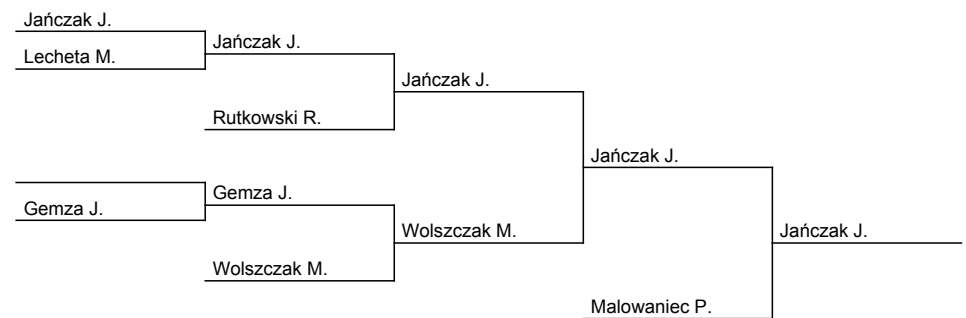 Jańczak J.
Lecheta M.
Jańczak J.
Rutkowski R.
Jańczak J.
Gemza J.
Gemza J.
Wolszczak M.
Wolszczak M.
Jańczak J.
Malowaniec P.
Jańczak J.